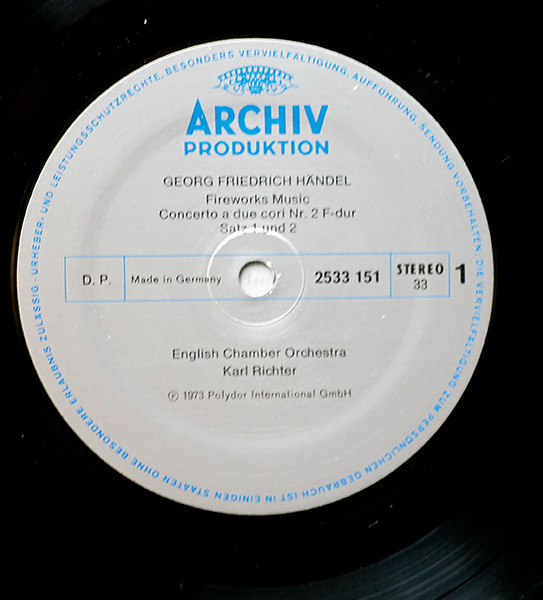 ARCHIV
PRODUKTION
GEORG FRIEDRICH HÄNDEL
Fireworks Music
Concerto a due cori Nr. 2 F-dur
Satz 1 und 2
D. P.
Made in Germany
2533 151
STEREO
33
1
English Chamber Orchestra
Karl Richter
Ⓟ 1973 Polydor International GmbH
URHEBER- UND LEISTUNGSSCHUTZRECHTE, BESONDERS VERVIELFÄLTIGUNG, AUFFÜHRUNG, SENDUNG VORBEHALTEN. DIE VERVIELFÄLTIGUNG ZUM PERSÖNLICHEN GEBRAUCH IST IN EINIGEN STAATEN OHNE BESONDERE ERLAUBNIS ZULÄSSIG ·